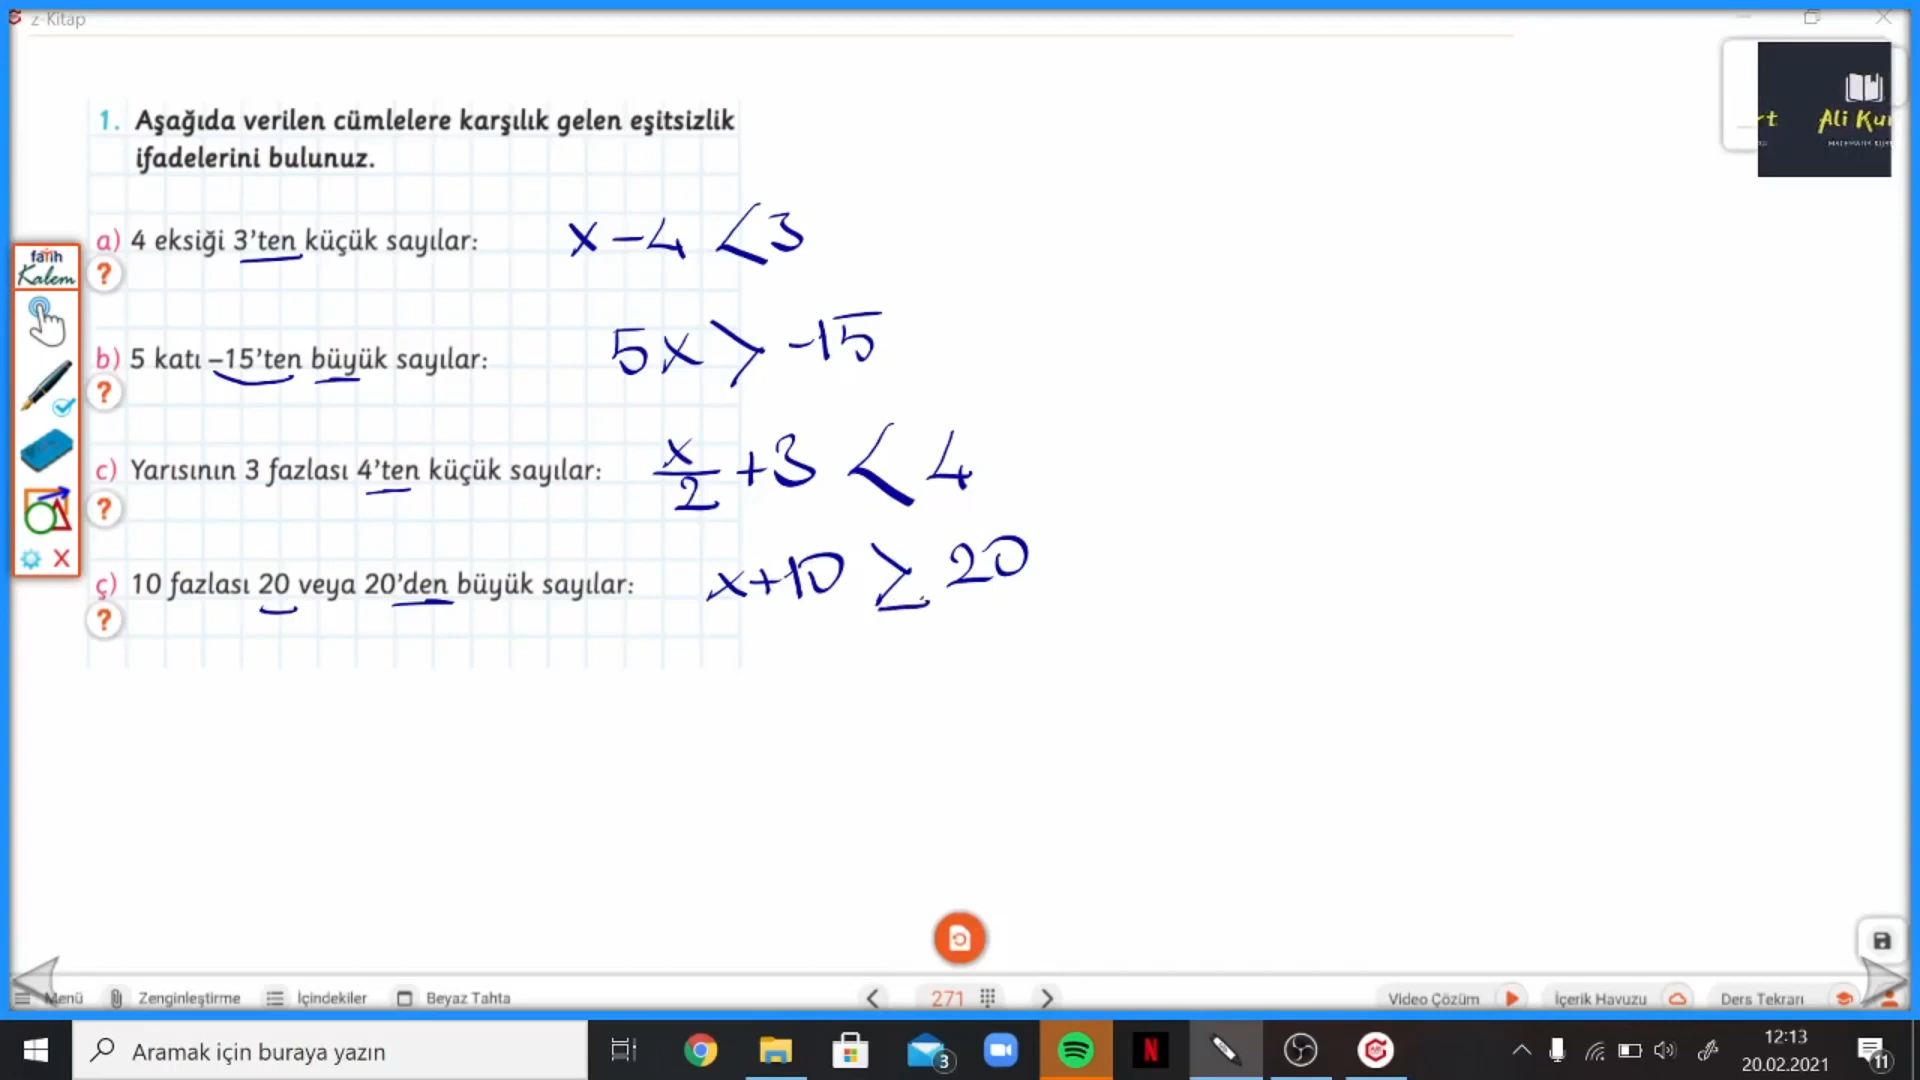 z-Kitap
1. Aşağıda verilen cümlelere karşılık gelen eşitsizlik
ifadelerini bulunuz.
a) 4 eksiği 3'ten küçük sayılar: x-4 <3
?
b) 5 katı –15'ten büyük sayılar: 5x > -15
?
c) Yarısının 3 fazlası 4'ten küçük sayılar: x/2 +3 < 4
?
ç) 10 fazlası 20 veya 20'den büyük sayılar: x+10 ≥ 20
?
fatih
Kalem
Ali Kur
Menü Zenginleştirme İçindekiler Beyaz Tahta 271 Video Çözüm İçerik Havuzu Ders Tekrarı
Aramak için buraya yazın 3 12:13
20.02.2021 11